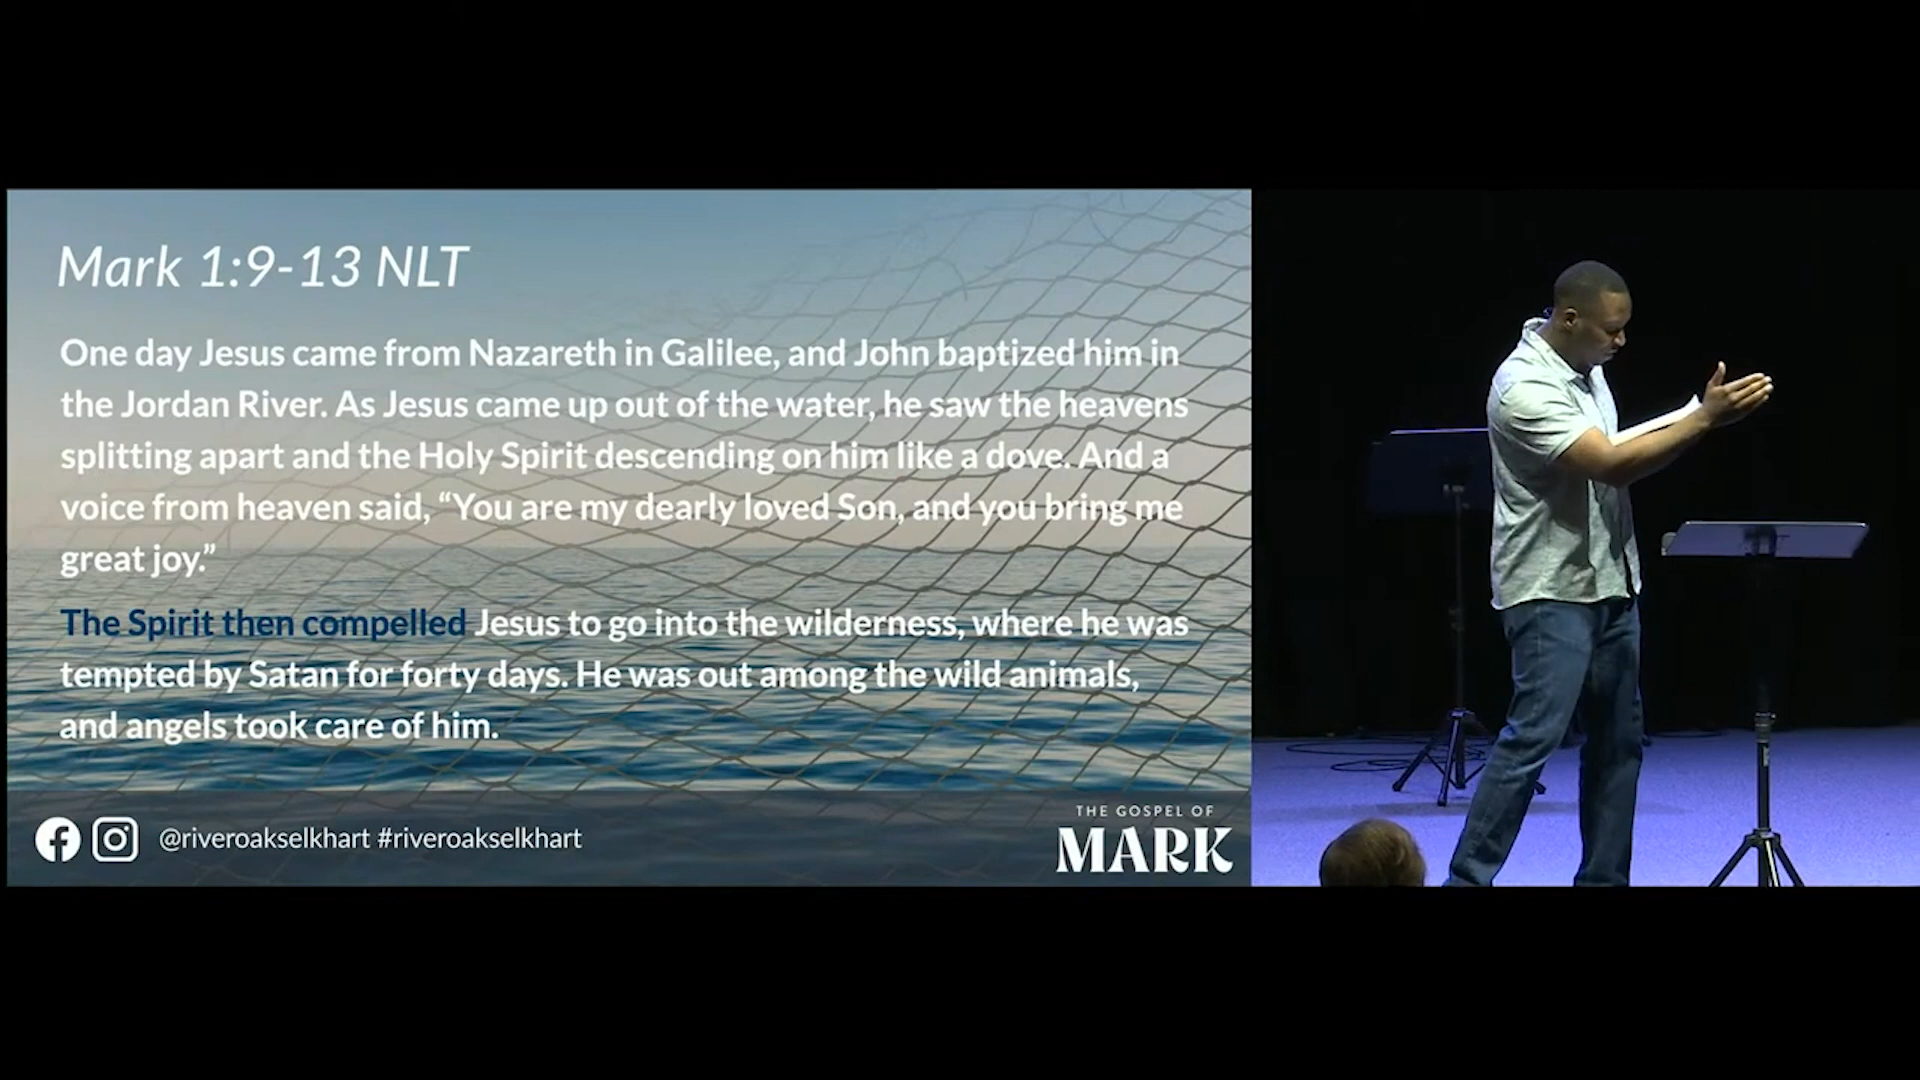 Mark 1:9-13 NLT
One day Jesus came from Nazareth in Galilee, and John baptized him in
the Jordan River. As Jesus came up out of the water, he saw the heavens
splitting apart and the Holy Spirit descending on him like a dove. And a
voice from heaven said, “You are my dearly loved Son, and you bring me
great joy.”
The Spirit then compelled Jesus to go into the wilderness, where he was
tempted by Satan for forty days. He was out among the wild animals,
and angels took care of him.
@riveroakselkhart #riveroakselkhart
THE GOSPEL OF
MARK